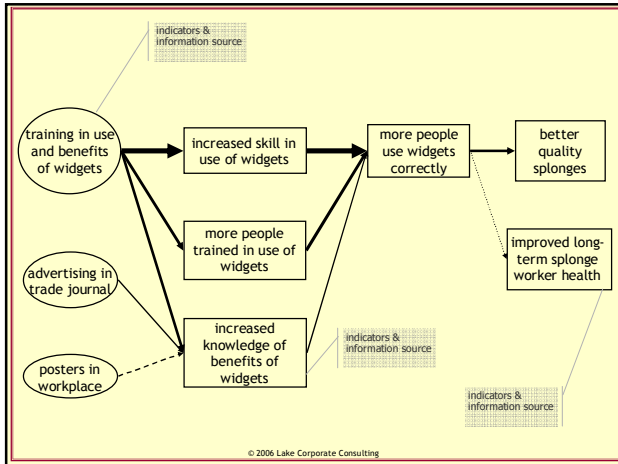 indicators &
information source
training in use
and benefits
of widgets
increased skill in
use of widgets
more people
use widgets
correctly
better
quality
splonges
more people
trained in use of
widgets
improved long-
term splonge
worker health
advertising in
trade journal
increased
knowledge of
benefits of
widgets
indicators &
information source
posters in
workplace
indicators &
information source
© 2006 Lake Corporate Consulting